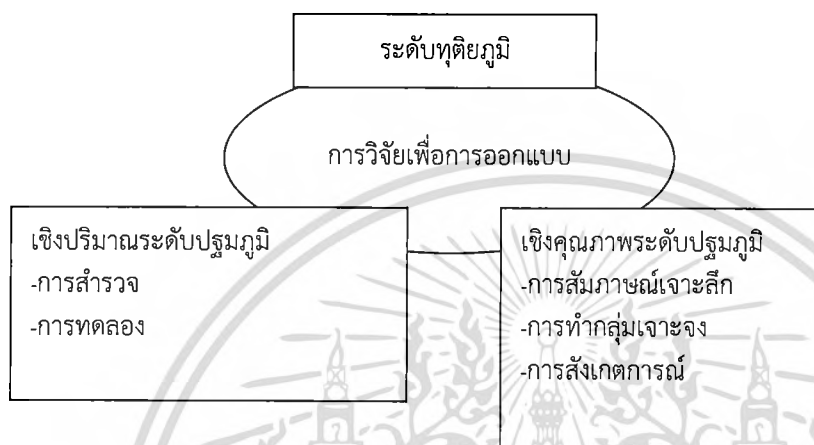 ระดับทุติยภูมิ
การวิจัยเพื่อการออกแบบ
เชิงปริมาณระดับปฐมภูมิ
-การสำรวจ
-การทดลอง
เชิงคุณภาพระดับปฐมภูมิ
-การสัมภาษณ์เจาะลึก
-การทำกลุ่มเจาะจง
-การสังเกตการณ์